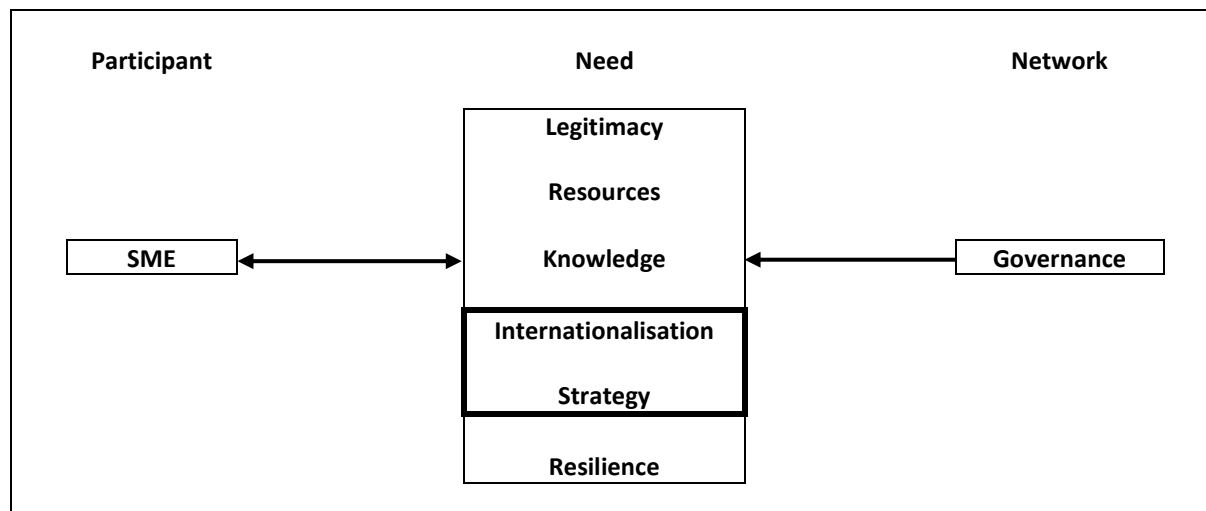 Participant Need Network
Legitimacy
Resources
SME Knowledge Governance
Internationalisation
Strategy
Resilience